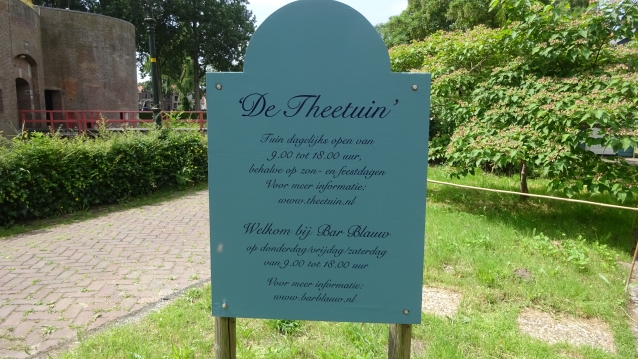 'De Theetuin'
Tuin dagelijks open van
9.00 tot 18.00 uur,
behalve op zon- en feestdagen
Voor meer informatie:
www.theetuin.nl
Welkom bij Bar Blauw
op donderdag/vrijdag/zaterdag
van 9.00 tot 18.00 uur
Voor meer informatie:
www.barblauw.nl